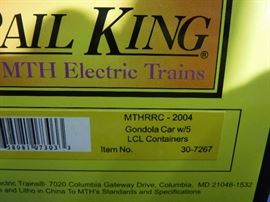 RAIL KING®
MTH Electric Trains
MTHRRC - 2004
Gondola Car w/5
LCL Containers
Item No. 30-7267
Electric Trains® 7020 Columbia Gateway Drive, Columbia, MD 21046-1532
and Litho in China To MTH's Standards and Specifications